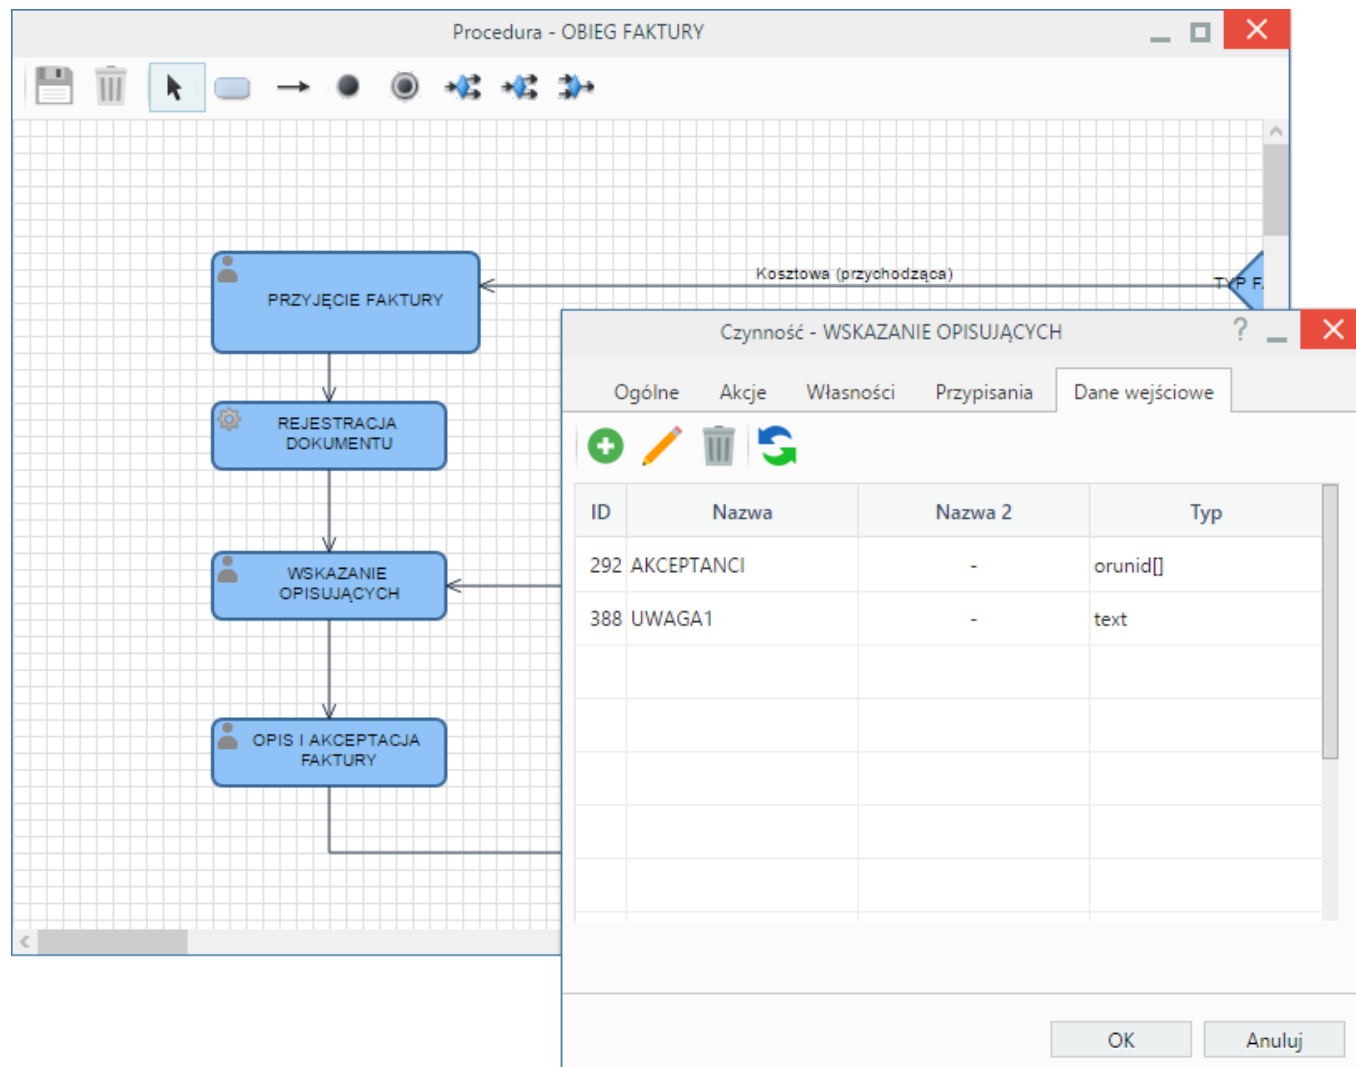 Procedura - OBIEG FAKTURY
Kosztowa (przychodząca)
TYP F
PRZYJĘCIE FAKTURY
REJESTRACJA
DOKUMENTU
WSKAZANIE
OPISUJĄCYCH
OPIS I AKCEPTACJA
FAKTURY
Czynność - WSKAZANIE OPISUJĄCYCH
?
Ogólne Akcje Własności Przypisania Dane wejściowe
ID Nazwa Nazwa 2 Typ
292 AKCEPTANCI - orunid[]
388 UWAGA1 - text
OK Anuluj